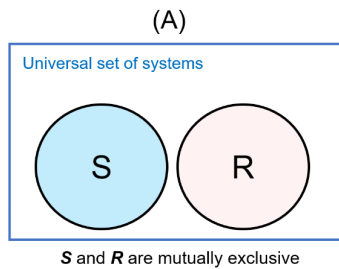 (A)
Universal set of systems
S
R
S and R are mutually exclusive